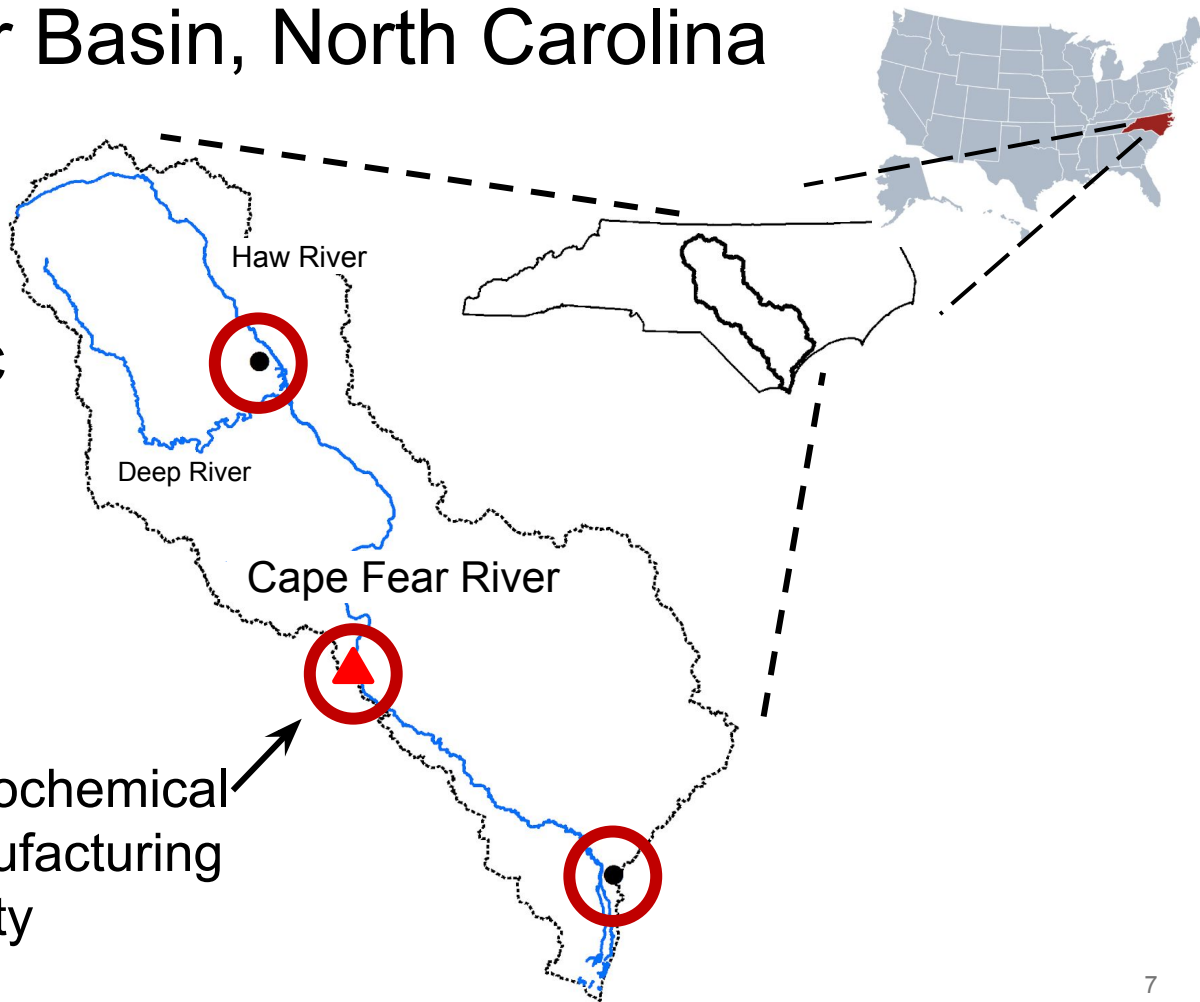 r Basin, North Carolina
Haw River
Deep River
Cape Fear River
ochemical
ufacturing
ty
7